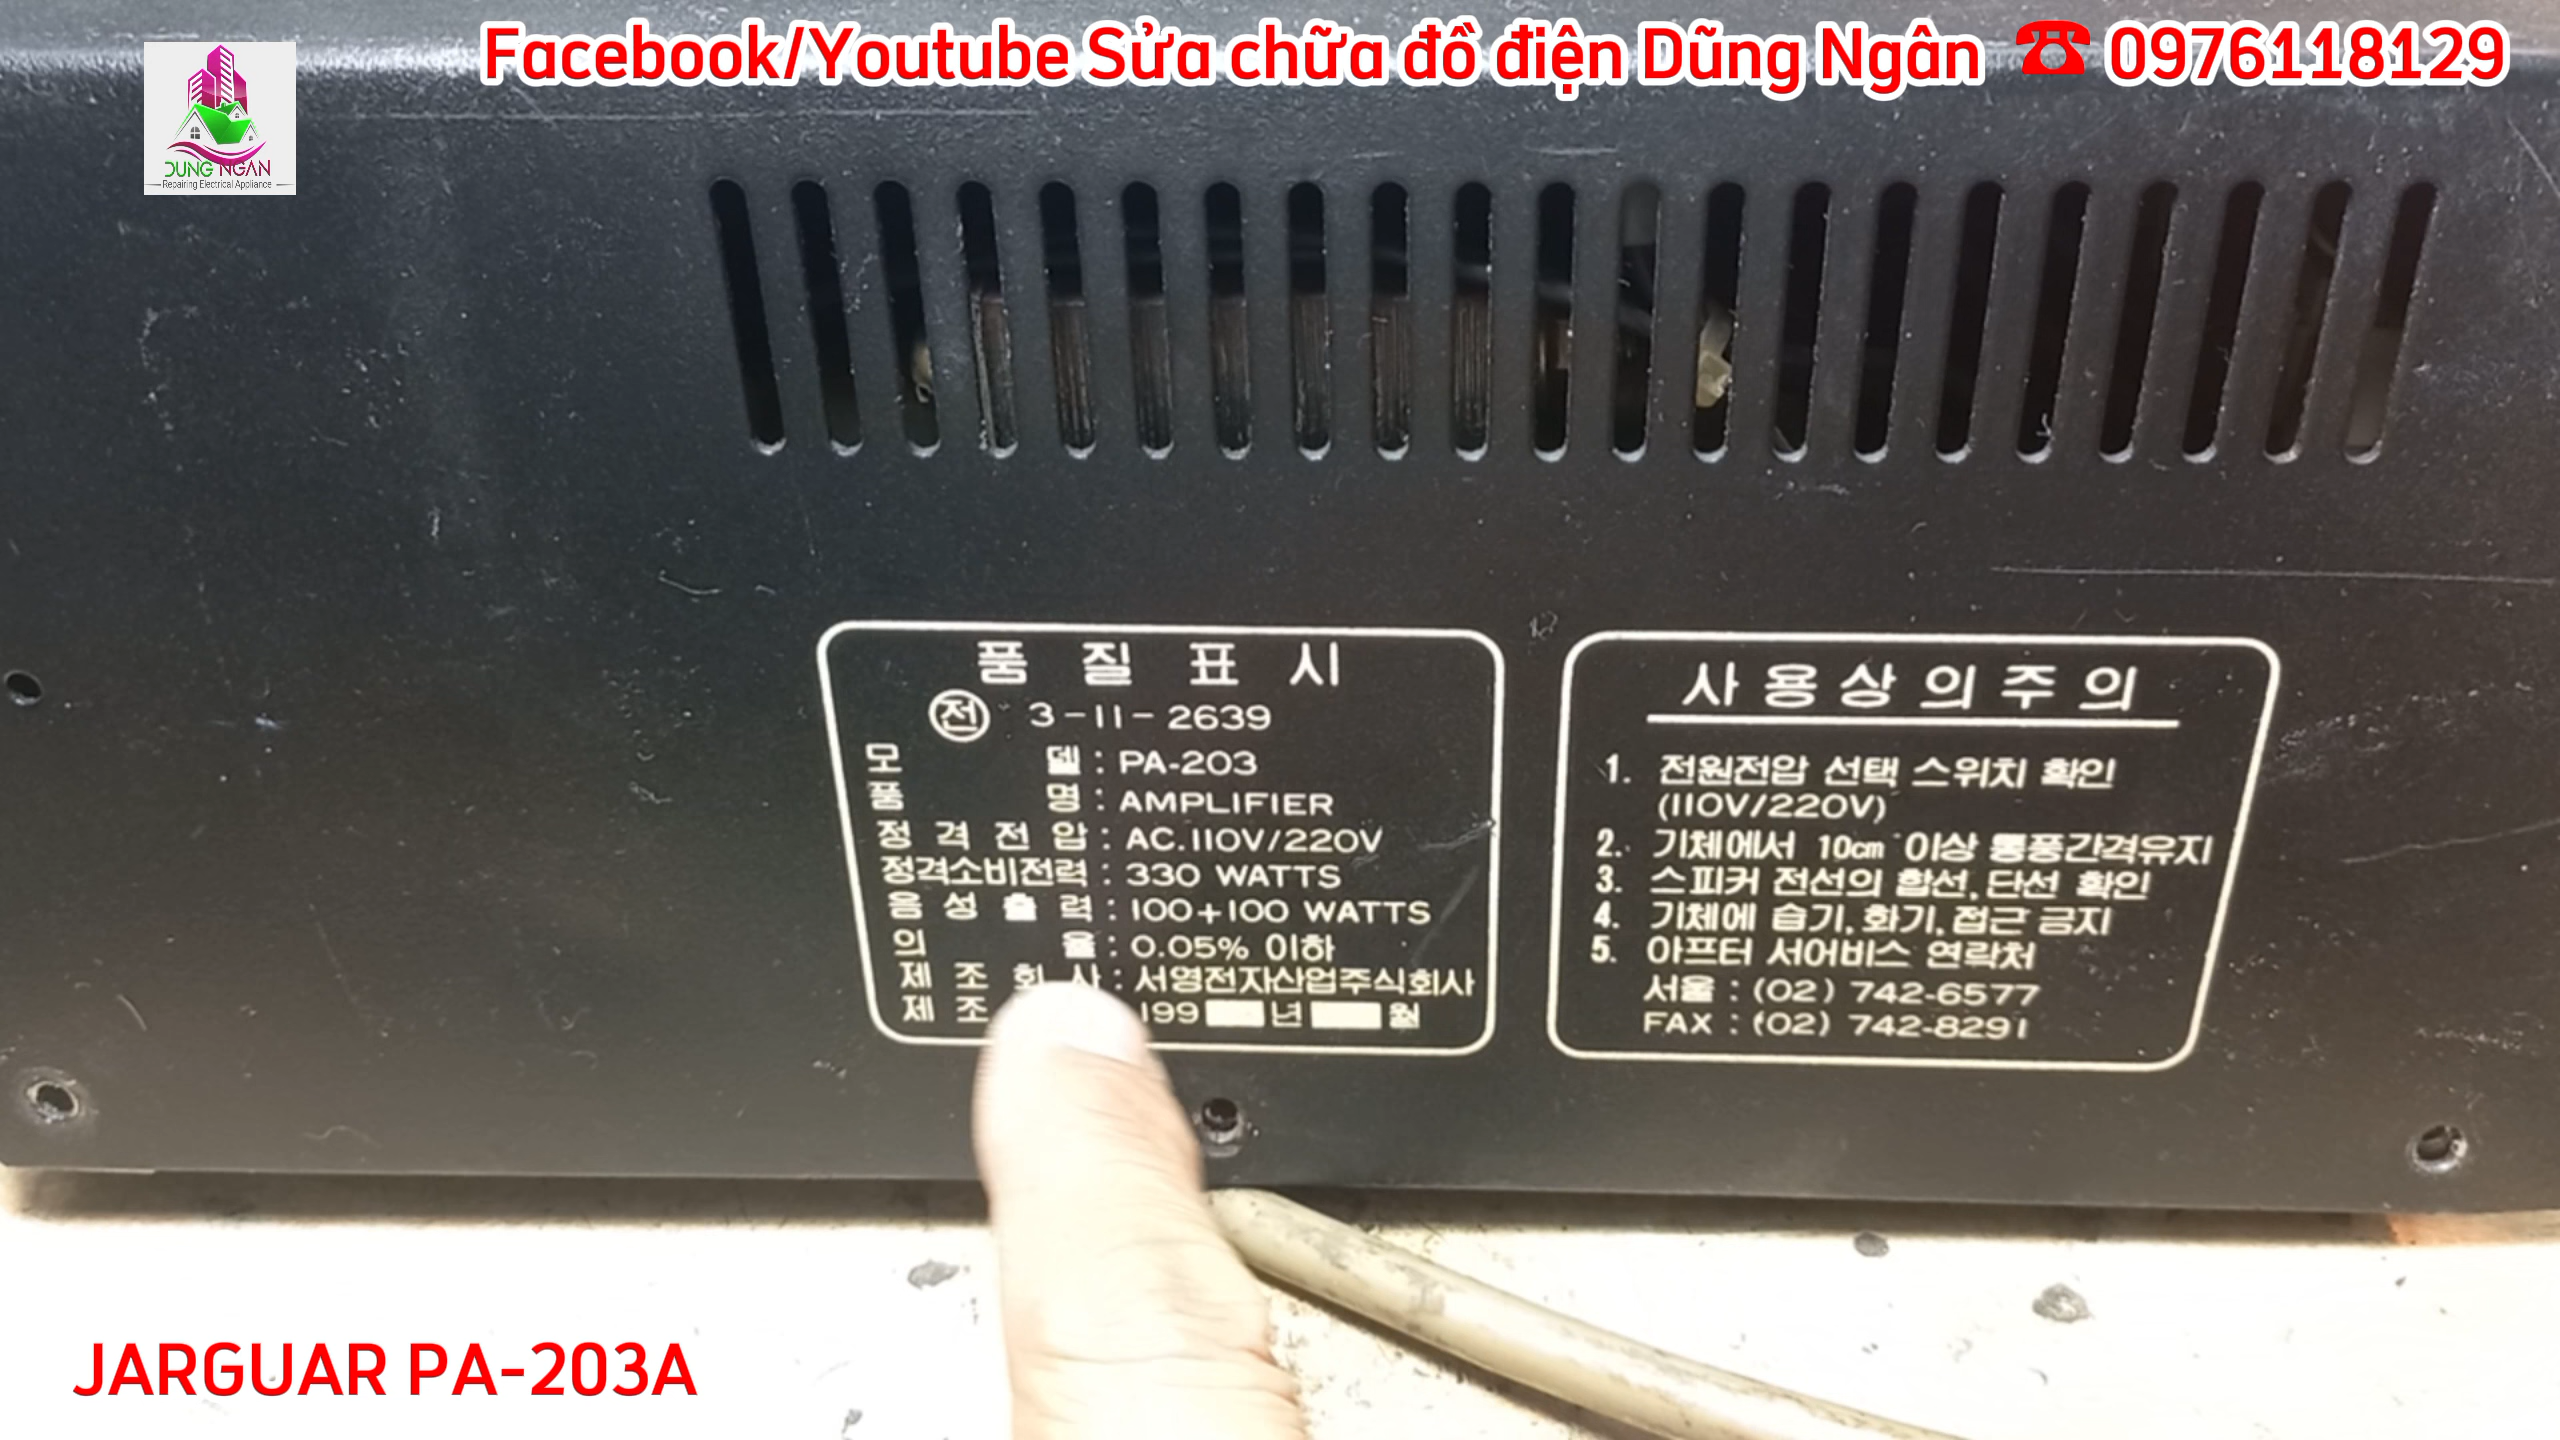 Facebook/Youtube Sửa chữa đồ điện Dũng Ngân ☎ 0976118129
DUNG NGAN
Repairing Electrical Appliance
품 질 표 시
전 3-11-2639
모 델 : PA-203
품 명 : AMPLIFIER
정 격 전 압 : AC.110V/220V
정격소비전력 : 330 WATTS
음 성 출 력 : 100+100 WATTS
의 율 : 0.05% 이하
제 조 회 사 : 서영전자산업주식회사
제 조 199 년 월
사용상의주의
1. 전원전압 선택 스위치 확인
(110V/220V)
2. 기체에서 10cm 이상 통풍간격유지
3. 스피커 전선의 합선, 단선 확인
4. 기체에 습기, 화기, 접근 금지
5. 아프터 서어비스 연락처
서울 : (02) 742-6577
FAX : (02) 742-8291
JARGUAR PA-203A